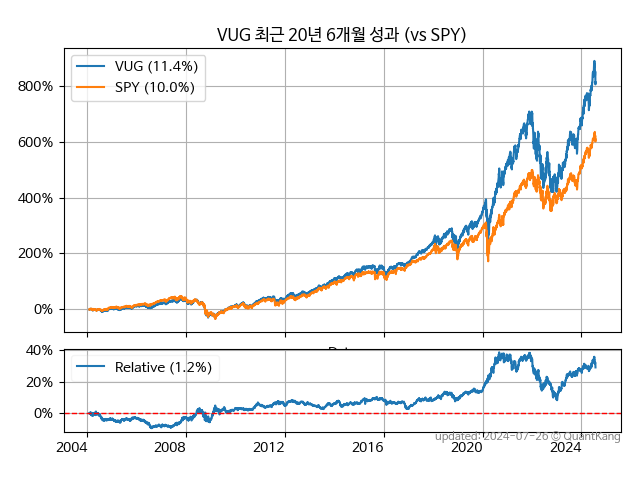 VUG 최근 20년 6개월 성과 (vs SPY)
VUG (11.4%)
SPY (10.0%)
800%
600%
400%
200%
0%
40%
Relative (1.2%)
20%
0%
updated: 2024-07-26 © QuantKang
2004 2008 2012 2016 2020 2024